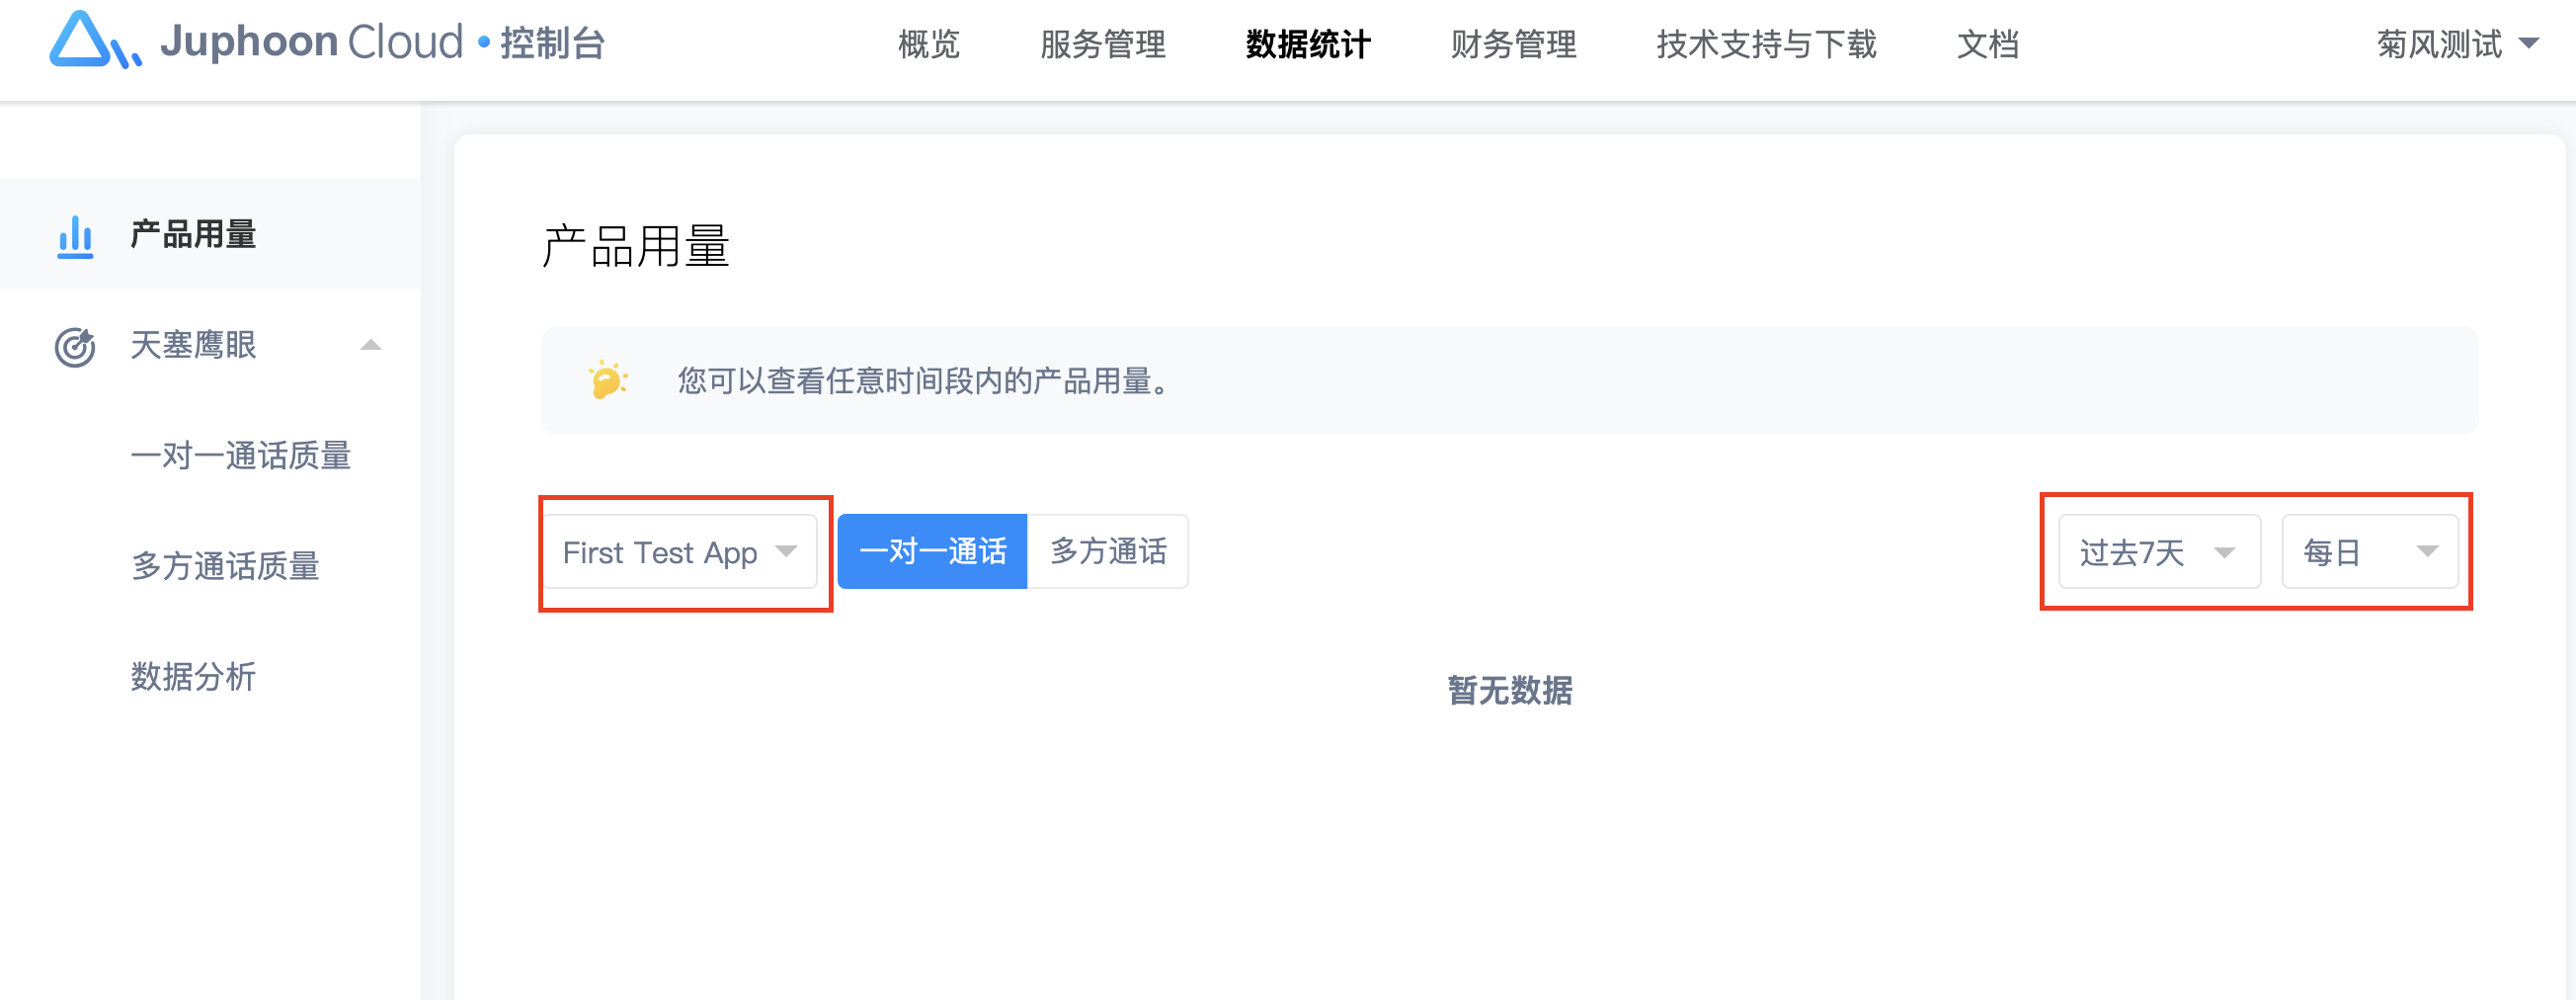 Juphoon Cloud • 控制台
概览 服务管理 数据统计 财务管理 技术支持与下载 文档 菊风测试
产品用量
天塞鹰眼
一对一通话质量
多方通话质量
数据分析
产品用量
您可以查看任意时间段内的产品用量。
First Test App 一对一通话 多方通话 过去7天 每日
暂无数据